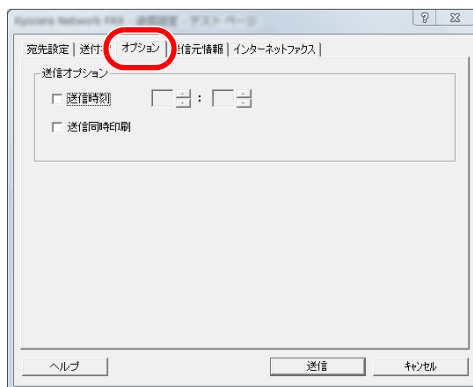 Kyocera Network FAX - 送信設定 - テスト ページ
宛先設定 送付 オプション 送信元情報 インターネットファクス
送信オプション
送信時刻 :
送信同時印刷
ヘルプ 送信 キャンセル